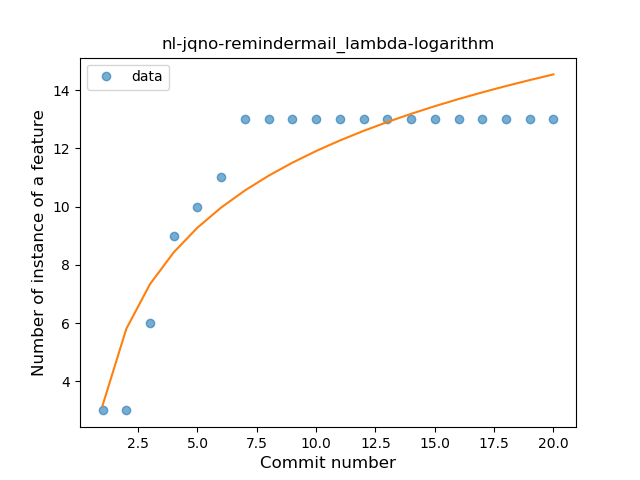 nl-jqno-remindermail_lambda-logarithm
data
Number of instance of a feature
14
12
10
8
6
4
2.5 5.0 7.5 10.0 12.5 15.0 17.5 20.0
Commit number